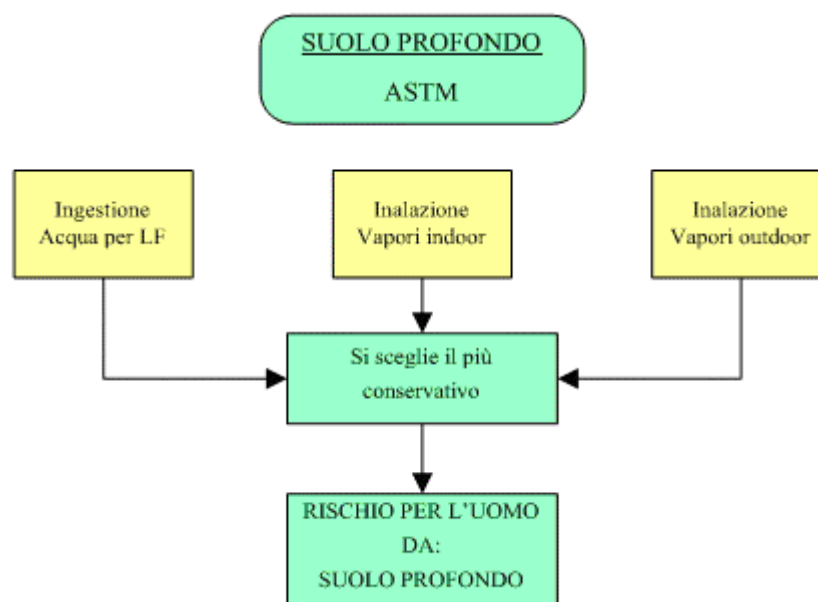 SUOLO PROFONDO
ASTM
Ingestione
Acqua per LF
Inalazione
Vapori indoor
Inalazione
Vapori outdoor
Si sceglie il più
conservativo
RISCHIO PER L'UOMO
DA:
SUOLO PROFONDO